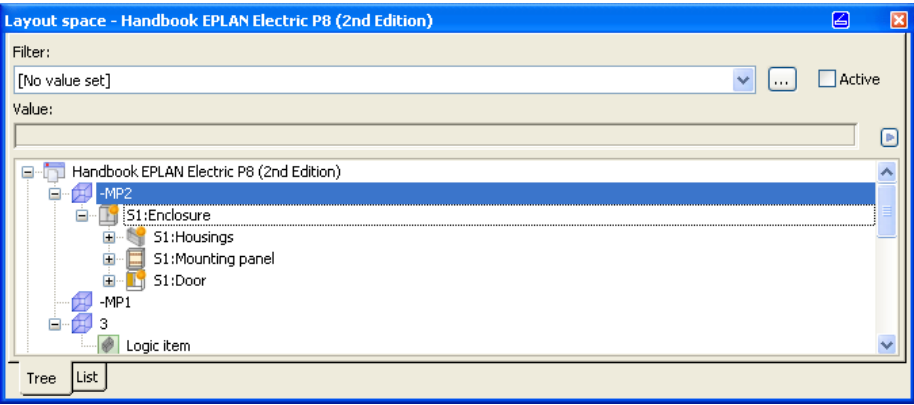 Layout space - Handbook EPLAN Electric P8 (2nd Edition)
Filter:
[No value set]
...
Active
Value:
Handbook EPLAN Electric P8 (2nd Edition)
-MP2
S1:Enclosure
S1:Housings
S1:Mounting panel
S1:Door
-MP1
3
Logic item
Tree List